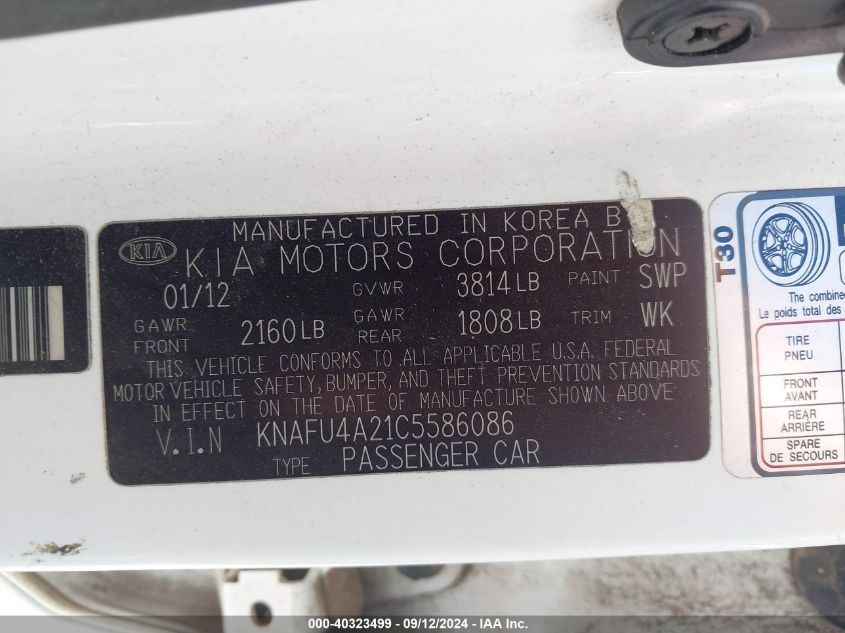 MANUFACTURED IN KOREA BY
KIA KIA MOTORS CORPORATION
01/12 GVWR 3814LB PAINT SWP
GAWR FRONT 2160LB GAWR REAR 1808LB TRIM WK
THIS VEHICLE CONFORMS TO ALL APPLICABLE U.S.A. FEDERAL
MOTOR VEHICLE SAFETY, BUMPER, AND THEFT PREVENTION STANDARDS
IN EFFECT ON THE DATE OF MANUFACTURE SHOWN ABOVE
V.I.N KNAFU4A21C5586086
TYPE PASSENGER CAR
T30
The combined
Le poids total des
TIRE
PNEU
FRONT
AVANT
REAR
ARRIÈRE
SPARE
DE SECOURS
000-40323499 - 09/12/2024 - IAA Inc.